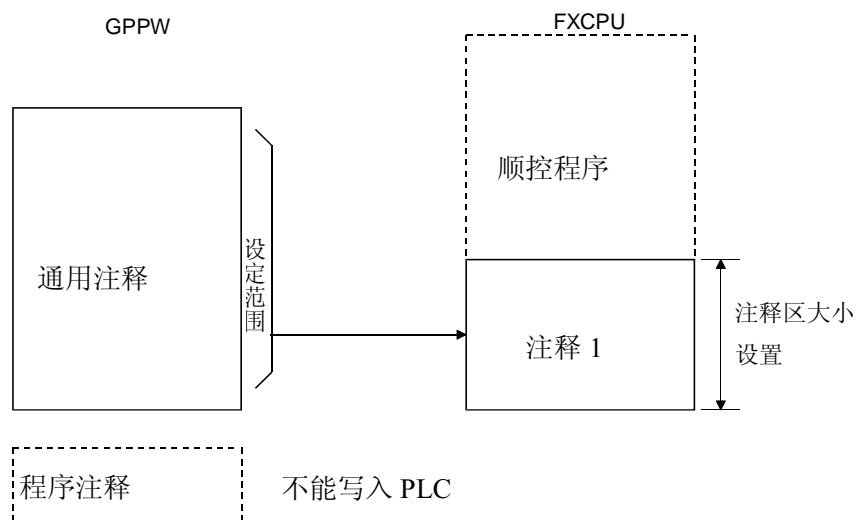 GPPW
FXCPU
顺控程序
通用注释
设定范围
注释 1
注释区大小
设置
程序注释
不能写入 PLC